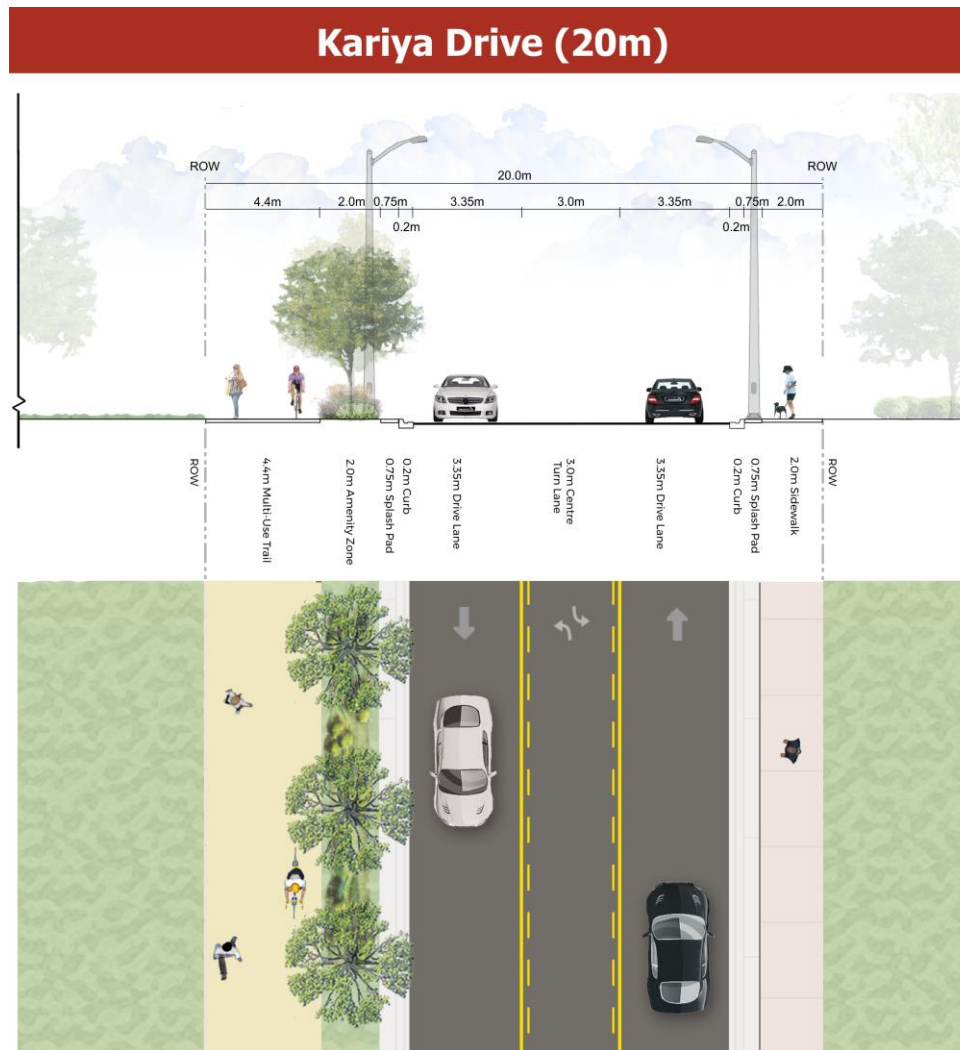 Kariya Drive (20m)
ROW
ROW
20.0m
4.4m
2.0m
0.75m
3.35m
3.0m
3.35m
0.75m
2.0m
0.2m
0.2m
ROW
4.4m Multi-Use Trail
2.0m Amenity Zone
0.75m Splash Pad
0.2m Curb
3.35m Drive Lane
3.0m Centre
Turn Lane
3.35m Drive Lane
0.2m Curb
0.75m Splash Pad
2.0m Sidewalk
ROW